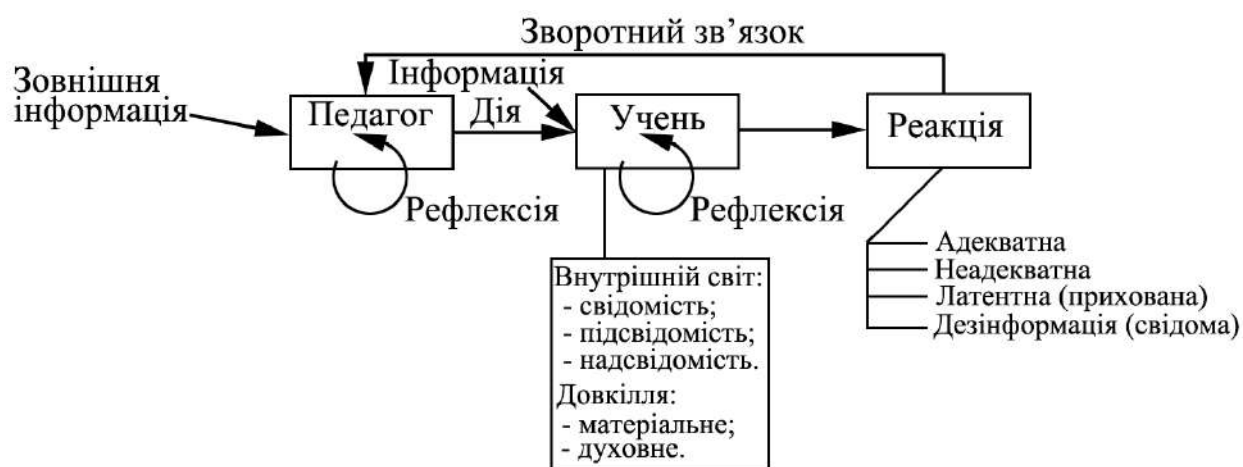 Зворотний зв’язок
Зовнішня
інформація
Інформація
Педагог
Дія
Учень
Реакція
Рефлексія
Рефлексія
Внутрішній світ:
- свідомість;
- підсвідомість;
- надсвідомість.
Довкілля:
- матеріальне;
- духовне.
Адекватна
Неадекватна
Латентна (прихована)
Дезінформація (свідома)